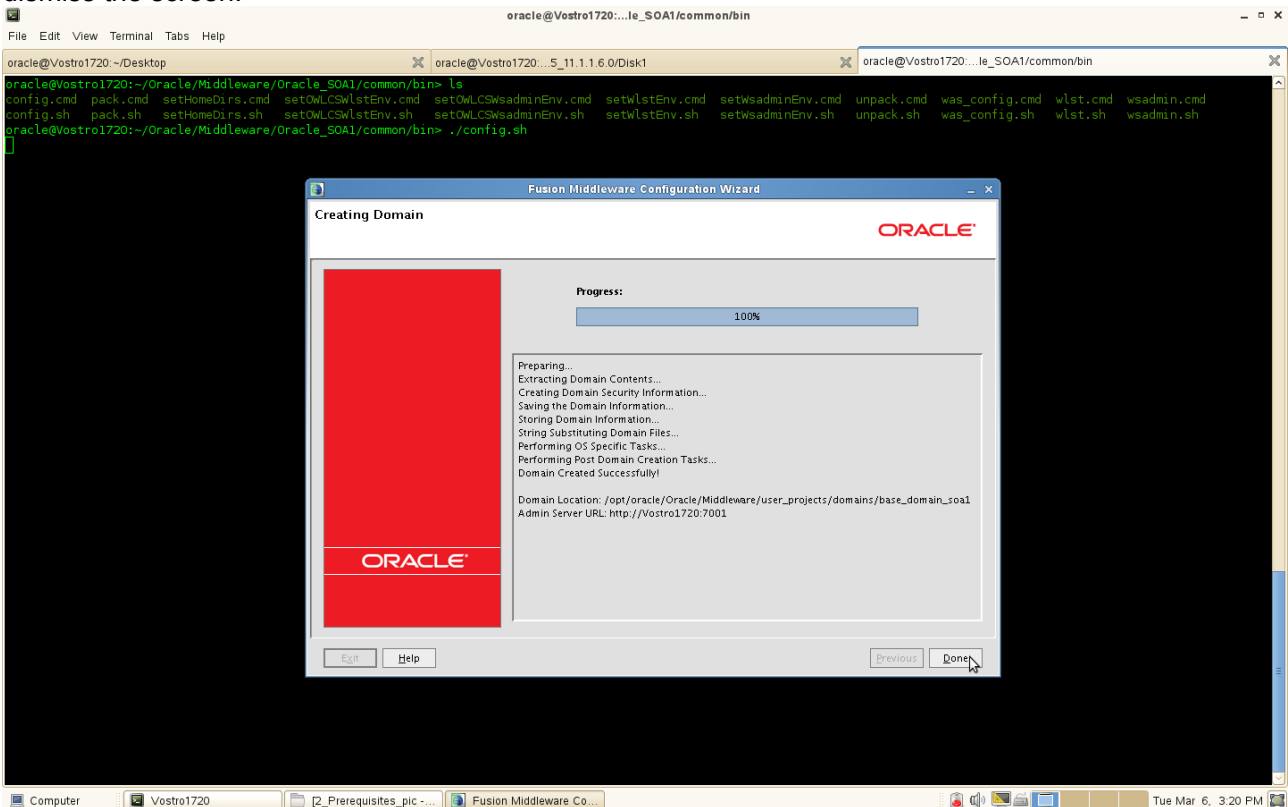 dismiss the screen.
oracle@Vostro1720:...le_SOA1/common/bin
File Edit View Terminal Tabs Help
oracle@Vostro1720:~/Desktop
oracle@Vostro1720:...5_11.1.1.6.0/Disk1
oracle@Vostro1720:...le_SOA1/common/bin
oracle@Vostro1720:~/Oracle/Middleware/Oracle_SOA1/common/bin> ls
config.cmd pack.cmd setHomeDirs.cmd setOWLCSWlstEnv.cmd setOWLCSWsadminEnv.cmd setWlstEnv.cmd setWsadminEnv.cmd unpack.cmd was_config.cmd wlst.cmd wsadmin.cmd
config.sh pack.sh setHomeDirs.sh setOWLCSWlstEnv.sh setOWLCSWsadminEnv.sh setWlstEnv.sh setWsadminEnv.sh unpack.sh was_config.sh wlst.sh wsadmin.sh
oracle@Vostro1720:~/Oracle/Middleware/Oracle_SOA1/common/bin> ./config.sh
Fusion Middleware Configuration Wizard
Creating Domain
ORACLE
Progress:
100%
Preparing...
Extracting Domain Contents...
Creating Domain Security Information...
Saving the Domain Information...
Storing Domain Information...
String Substituting Domain Files...
Performing OS Specific Tasks...
Performing Post Domain Creation Tasks...
Domain Created Successfully!
Domain Location: /opt/oracle/Oracle/Middleware/user_projects/domains/base_domain_soa1
Admin Server URL: http://Vostro1720:7001
ORACLE
Exit Help Previous Done
Computer Vostro1720 [2_Prerequisites_pic -... Fusion Middleware Co... Tue Mar 6, 3:20 PM